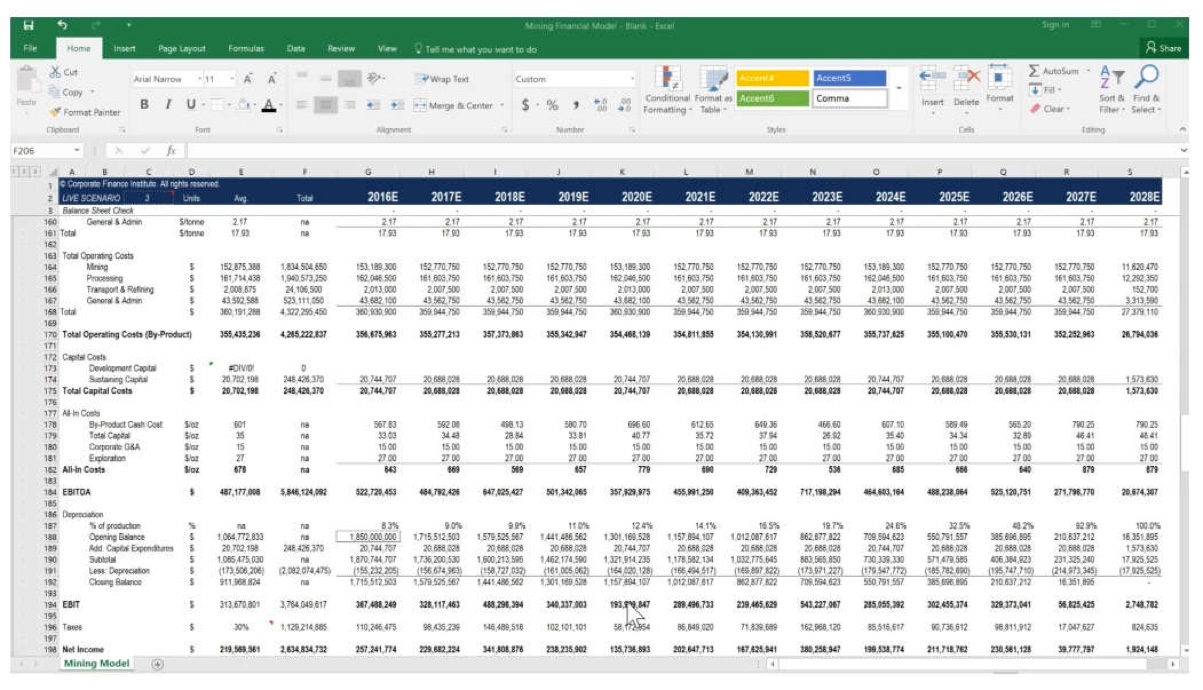 Mining Financial Model - Blank - Excel Sign in
File Home Insert Page Layout Formulas Data Review View Tell me what you want to do Share
Cut
Copy
Format Painter
Paste
Arial Narrow 11
B I U
Wrap Text
Merge & Center
Custom
$ % ,
Conditional Formatting Format as Table
Accent4 Accent5
Accent6 Comma
Insert Delete Format
AutoSum
Fill
Clear
Sort & Filter Find & Select
Clipboard Font Alignment Number Styles Cells Editing
F206 fx
A B C D E F G H I J K L M N O P Q R S
1 © Corporate Finance Institute. All rights reserved.
2 LIVE SCENARIO 3 Units Avg. Total 2016E 2017E 2018E 2019E 2020E 2021E 2022E 2023E 2024E 2025E 2026E 2027E 2028E
3 Balance Sheet Check - - - - - - - - - - - - -
160 General & Admin $/tonne 2.17 na 2.17 2.17 2.17 2.17 2.17 2.17 2.17 2.17 2.17 2.17 2.17 2.17 2.17
161 Total $/tonne 17.93 na 17.93 17.93 17.93 17.93 17.93 17.93 17.93 17.93 17.93 17.93 17.93 17.93 17.93
162
163 Total Operating Costs
164 Mining $ 152,875,388 1,834,504,650 153,189,300 152,770,750 152,770,750 152,770,750 153,189,300 152,770,750 152,770,750 152,770,750 153,189,300 152,770,750 152,770,750 152,770,750 11,620,470
165 Processing $ 161,714,438 1,940,573,250 162,046,500 161,603,750 161,603,750 161,603,750 162,046,500 161,603,750 161,603,750 161,603,750 162,046,500 161,603,750 161,603,750 161,603,750 12,292,350
166 Transport & Refining $ 2,008,875 24,106,500 2,013,000 2,007,500 2,007,500 2,007,500 2,013,000 2,007,500 2,007,500 2,007,500 2,013,000 2,007,500 2,007,500 2,007,500 152,700
167 General & Admin $ 43,592,588 523,111,050 43,682,100 43,562,750 43,562,750 43,562,750 43,682,100 43,562,750 43,562,750 43,562,750 43,682,100 43,562,750 43,562,750 43,562,750 3,313,590
168 Total $ 360,191,288 4,322,295,450 360,930,900 359,944,750 359,944,750 359,944,750 360,930,900 359,944,750 359,944,750 359,944,750 360,930,900 359,944,750 359,944,750 359,944,750 27,379,110
169
170 Total Operating Costs (By-Product) 355,435,236 4,265,222,837 356,675,963 355,277,213 357,373,863 355,342,947 354,468,139 354,811,855 354,130,991 358,520,677 355,737,625 355,100,470 355,530,131 352,252,963 26,794,036
171
172 Capital Costs
173 Development Capital $ #DIV/0! 0
174 Sustaining Capital $ 20,702,198 248,426,370 20,744,707 20,688,028 20,688,028 20,688,028 20,744,707 20,688,028 20,688,028 20,688,028 20,744,707 20,688,028 20,688,028 20,688,028 1,573,630
175 Total Capital Costs $ 20,702,198 248,426,370 20,744,707 20,688,028 20,688,028 20,688,028 20,744,707 20,688,028 20,688,028 20,688,028 20,744,707 20,688,028 20,688,028 20,688,028 1,573,630
176
177 All-In Costs
178 By-Product Cash Cost $/oz 601 na 567.83 592.08 498.13 580.70 696.60 612.65 649.36 466.60 607.10 589.49 565.20 790.25 790.25
179 Total Capital $/oz 35 na 33.03 34.48 28.84 33.81 40.77 35.72 37.94 26.92 35.40 34.34 32.89 46.41 46.41
180 Corporate G&A $/oz 15 na 15.00 15.00 15.00 15.00 15.00 15.00 15.00 15.00 15.00 15.00 15.00 15.00 15.00
181 Exploration $/oz 27 na 27.00 27.00 27.00 27.00 27.00 27.00 27.00 27.00 27.00 27.00 27.00 27.00 27.00
182 All-In Costs $/oz 678 na 643 669 569 657 779 690 729 536 685 666 640 879 879
183
184 EBITDA $ 487,177,008 5,846,124,092 522,720,453 484,792,426 647,025,427 501,342,065 357,929,975 455,991,250 409,363,452 717,198,294 464,603,164 488,238,064 525,120,751 271,798,770 20,674,307
185
186 Depreciation
187 % of production % na na 8.3% 9.0% 9.9% 11.0% 12.4% 14.1% 16.5% 19.7% 24.6% 32.5% 48.2% 92.9% 100.0%
188 Opening Balance $ 1,064,772,833 na 1,850,000,000 1,715,512,503 1,579,525,567 1,441,486,562 1,301,169,528 1,157,894,107 1,012,087,617 862,877,822 709,594,623 550,791,557 385,696,895 210,637,212 16,351,895
189 Add: Capital Expenditures $ 20,702,198 248,426,370 20,744,707 20,688,028 20,688,028 20,688,028 20,744,707 20,688,028 20,688,028 20,688,028 20,744,707 20,688,028 20,688,028 20,688,028 1,573,630
190 Subtotal $ 1,085,475,030 na 1,870,744,707 1,736,200,530 1,600,213,595 1,462,174,590 1,321,914,235 1,178,582,134 1,032,775,645 883,565,850 730,339,330 571,479,585 406,384,923 231,325,240 17,925,525
191 Less: Depreciation $ (173,506,206) (2,082,074,475) (155,232,205) (156,674,963) (158,727,032) (161,005,062) (164,020,128) (166,494,517) (169,897,822) (173,971,227) (179,547,772) (185,782,690) (195,747,710) (214,973,345) (17,925,525)
192 Closing Balance $ 911,968,824 na 1,715,512,503 1,579,525,567 1,441,486,562 1,301,169,528 1,157,894,107 1,012,087,617 862,877,822 709,594,623 550,791,557 385,696,895 210,637,212 16,351,895 -
193
194 EBIT $ 313,670,801 3,764,049,617 367,488,249 328,117,463 488,298,394 340,337,003 289,496,733 239,465,629 543,227,067 285,055,392 302,455,374 329,373,041 56,825,425 2,748,782
195
196 Taxes $ 30% 1,129,214,885 110,246,475 98,435,239 146,489,518 102,101,101 86,849,020 71,839,689 162,968,120 85,516,617 90,736,612 98,811,912 17,047,627 824,635
197
198 Net Income $ 219,569,561 2,634,834,732 257,241,774 229,682,224 341,808,876 238,235,902 135,736,893 202,647,713 167,625,941 380,258,947 199,538,774 211,718,762 230,561,128 39,777,797 1,924,148
Mining Model